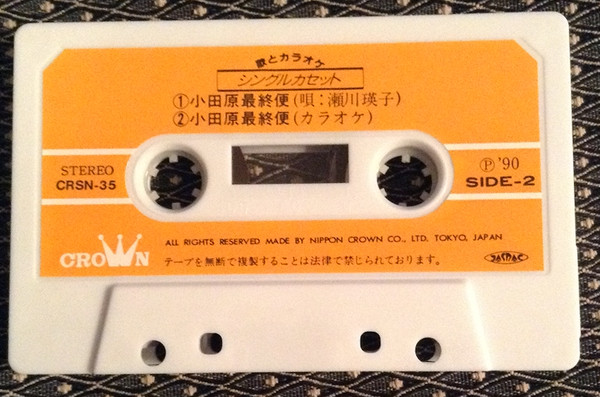 歌とカラオケ
シングルカセット
①小田原最終便(唄:瀬川瑛子)
②小田原最終便(カラオケ)
STEREO
CRSN-35
Ⓟ'90
SIDE-2
CROWN
ALL RIGHTS RESERVED MADE BY NIPPON CROWN CO., LTD. TOKYO, JAPAN
テープを無断で複製することは法律で禁じられております。